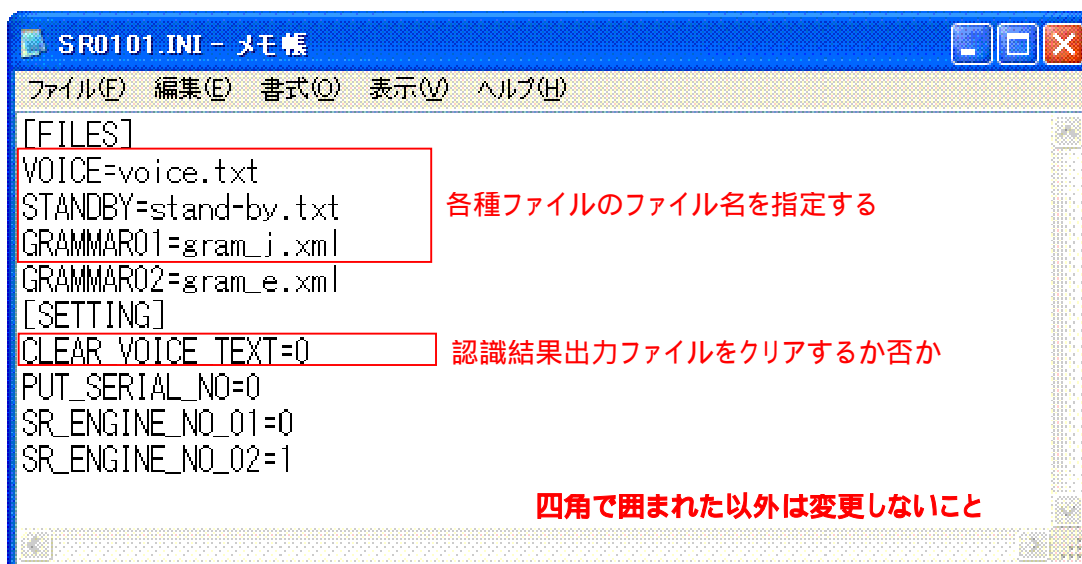 SR0101.INI - メモ帳
ファイル(F) 編集(E) 書式(O) 表示(V) ヘルプ(H)
[FILES]
VOICE=voice.txt
STANDBY=stand-by.txt
各種ファイルのファイル名を指定する
GRAMMAR01=gram_j.xml
GRAMMAR02=gram_e.xml
[SETTING]
CLEAR_VOICE_TEXT=0
認識結果出力ファイルをクリアするか否か
PUT_SERIAL_NO=0
SR_ENGINE_NO_01=0
SR_ENGINE_NO_02=1
四角で囲まれた以外は変更しないこと